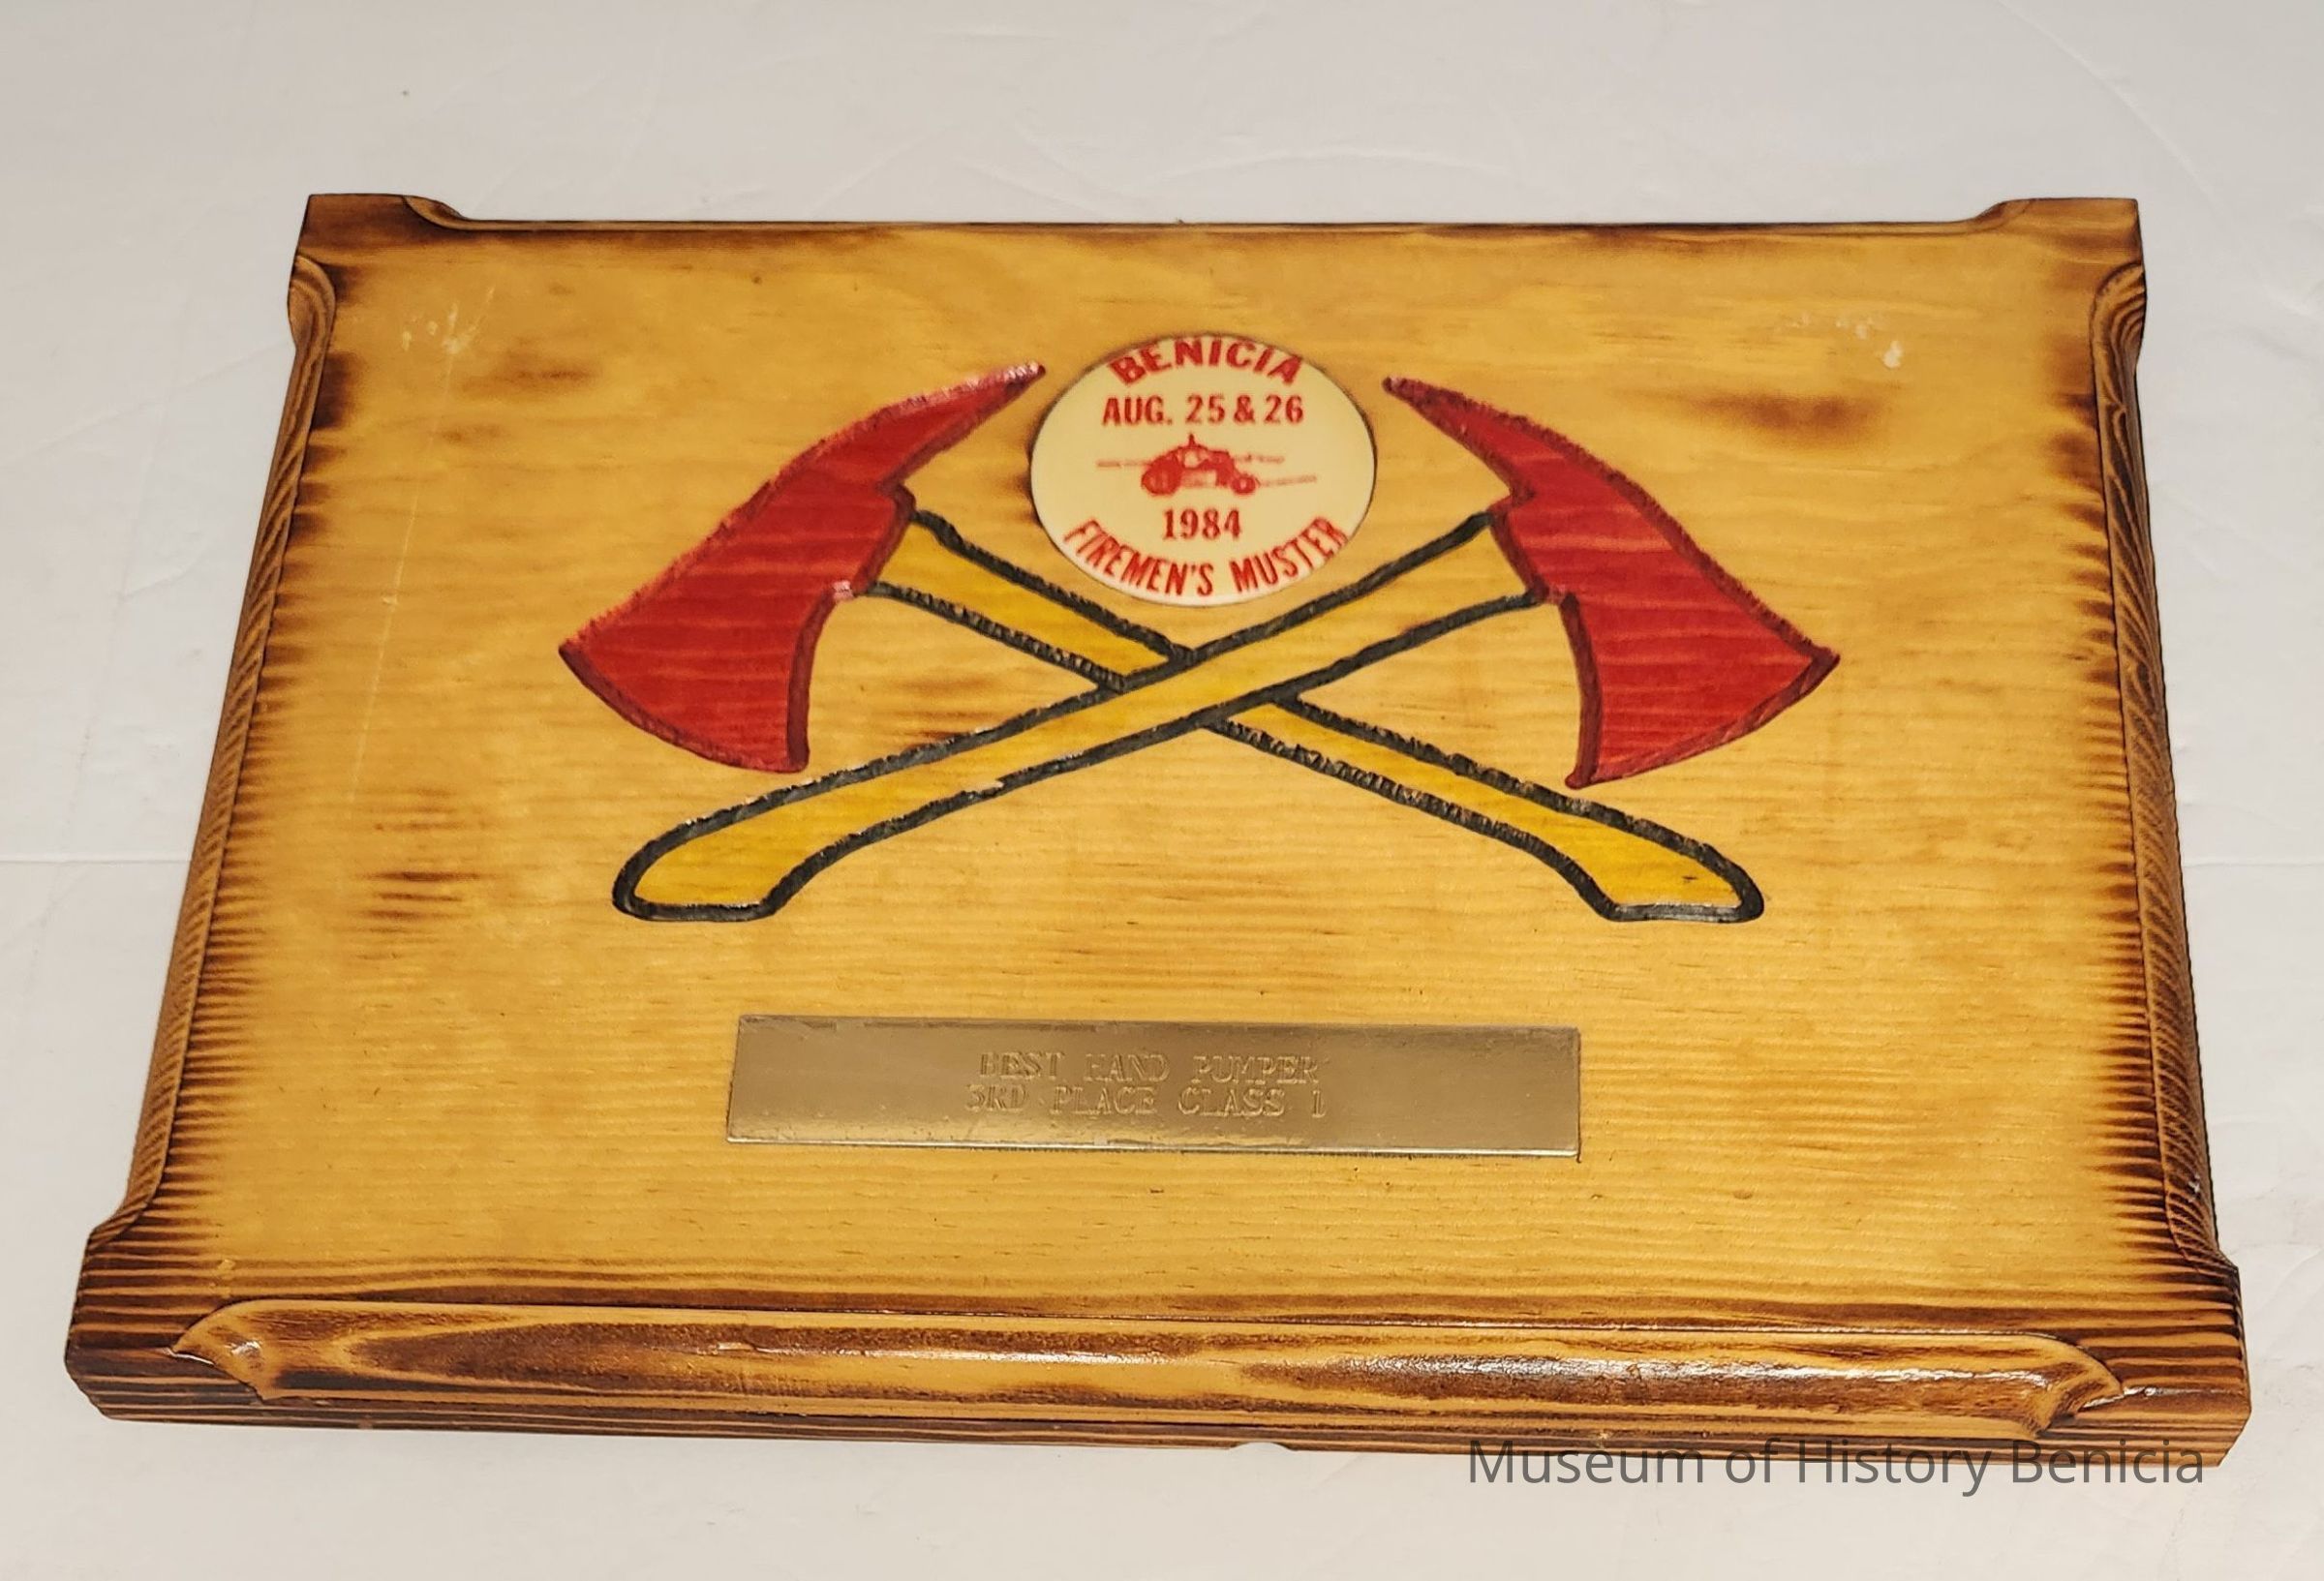 BENICIA
AUG. 25 & 26
1984
FIREMEN'S MUSTER
BEST HAND PUMPER
3RD PLACE CLASS 1
Museum of History Benicia